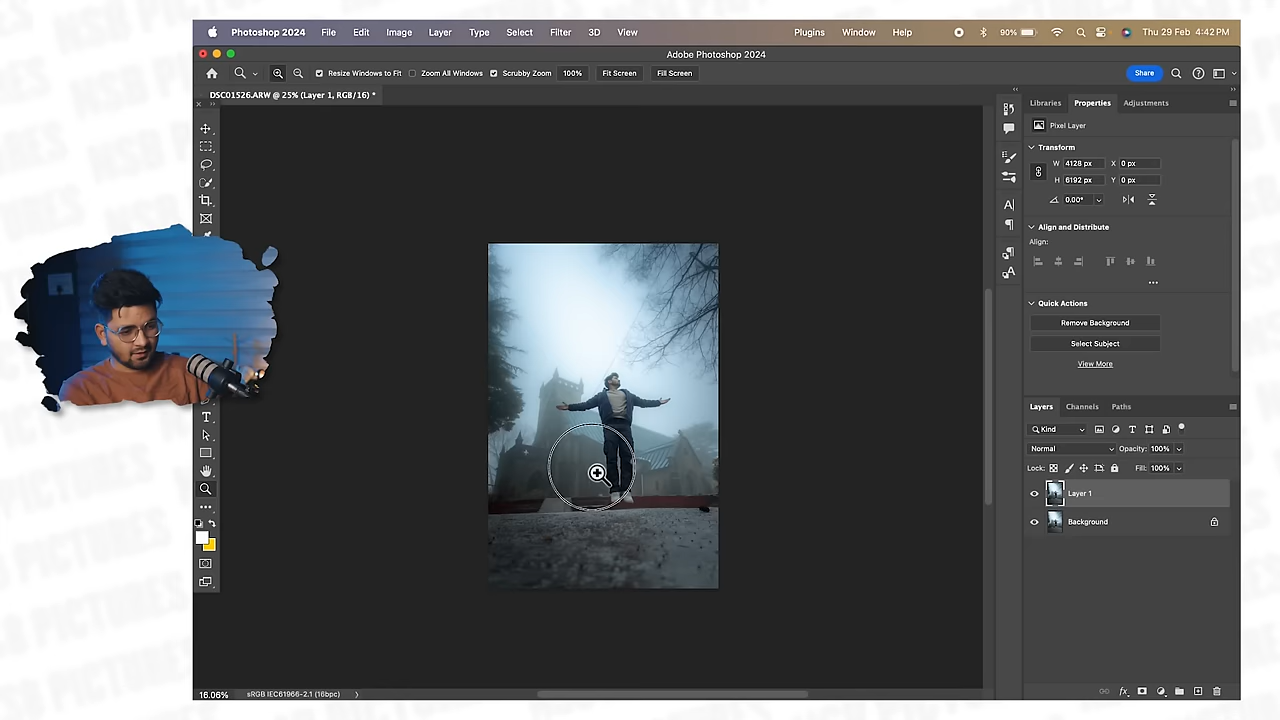 Photoshop 2024 File Edit Image Layer Type Select Filter 3D View Plugins Window Help 90% Thu 29 Feb 4:42 PM
Adobe Photoshop 2024
Resize Windows to Fit Zoom All Windows Scrubby Zoom 100% Fit Screen Fill Screen Share
DSC01526.ARW @ 25% (Layer 1, RGB/16) *
Libraries Properties Adjustments
Pixel Layer
Transform
W 4128 px X 0 px
H 6192 px Y 0 px
0.00°
Align and Distribute
Align:
Quick Actions
Remove Background
Select Subject
View More
Layers Channels Paths
Kind
Normal Opacity: 100%
Lock: Fill: 100%
Layer 1
Background
16.06% sRGB IEC61966-2.1 (16bpc)